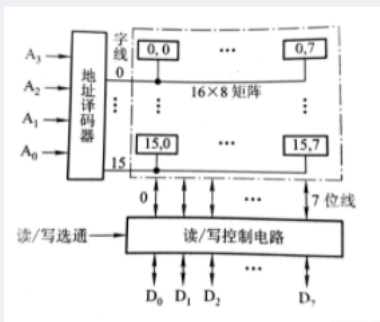 字线
A₃
0, 0 … 0,7
0
A₂
地址译码器
16×8 矩阵
A₁
⋮ ⋮ ⋮
A₀
15,0 … 15,7
15
0 … 7 位线
读/写选通
读/写控制电路
…
D₀ D₁ D₂ D₇